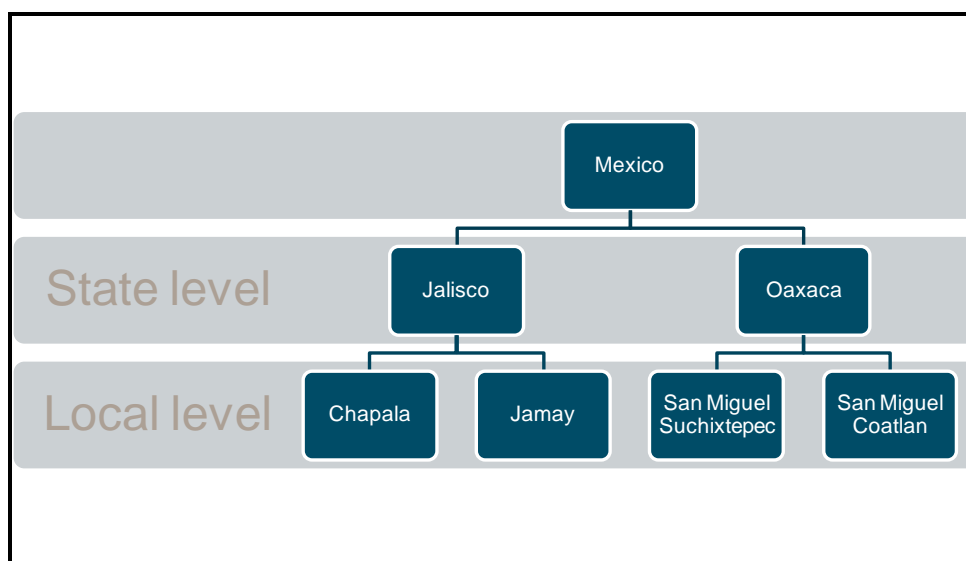 Mexico
State level
Jalisco
Oaxaca
Local level
Chapala
Jamay
San Miguel
Suchixtepec
San Miguel
Coatlan